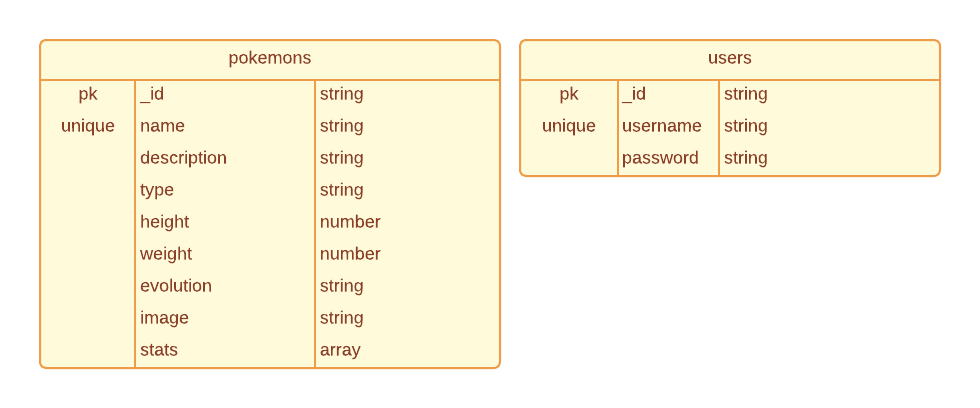 pokemons
pk _id string
unique name string
description string
type string
height number
weight number
evolution string
image string
stats array
users
pk _id string
unique username string
password string